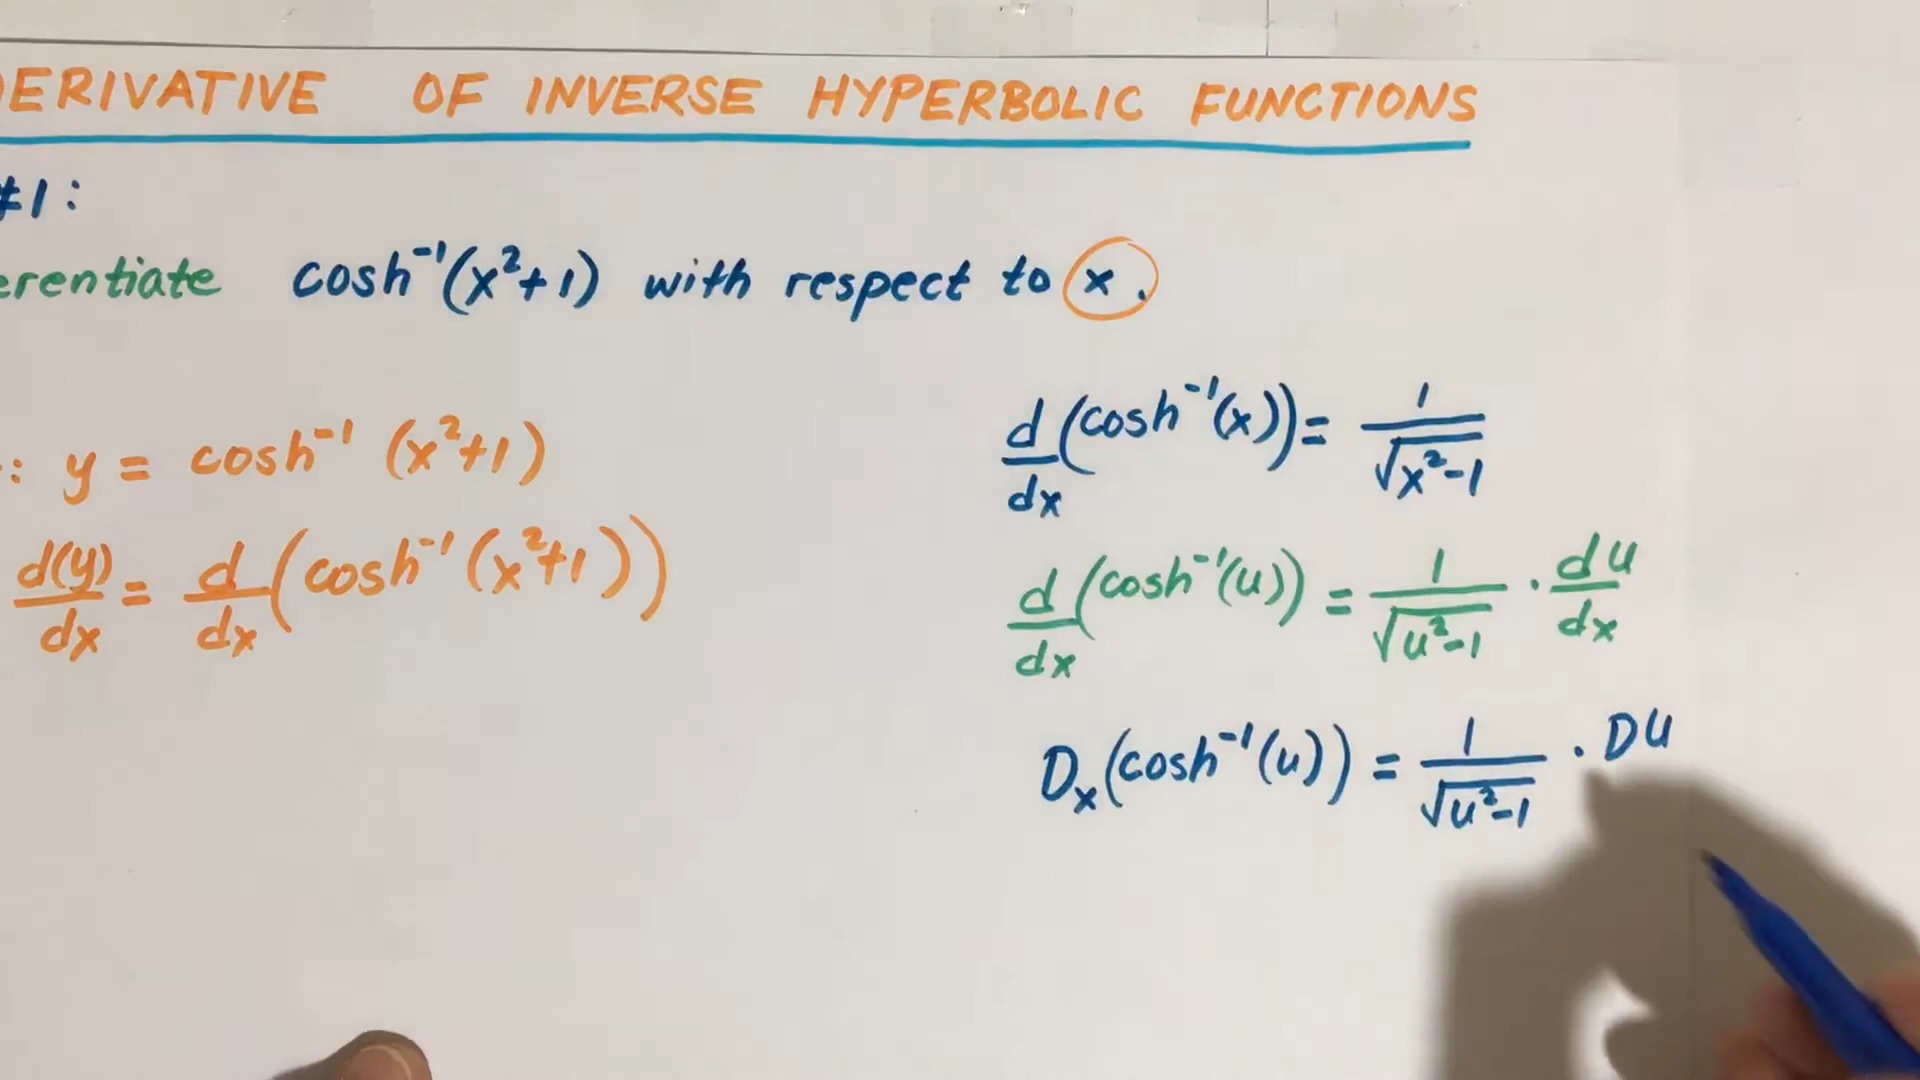 DERIVATIVE OF INVERSE HYPERBOLIC FUNCTIONS
#1:
erentiate cosh⁻¹(x²+1) with respect to x.
: y = cosh⁻¹ (x²+1)
d(y)/dx = d/dx (cosh⁻¹ (x²+1))
d/dx (cosh⁻¹(x)) = 1/√(x²-1)
d/dx (cosh⁻¹(u)) = 1/√(u²-1) · du/dx
Dₓ(cosh⁻¹(u)) = 1/√(u²-1) · DU